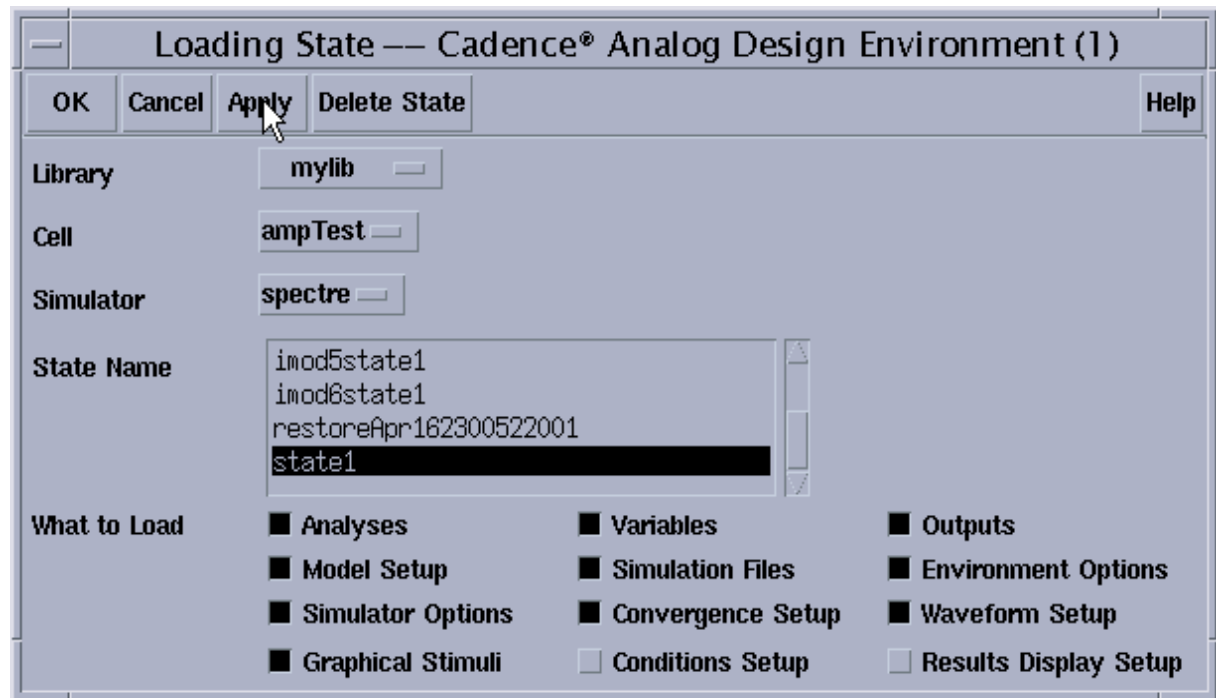 Loading State –– Cadence® Analog Design Environment (1)
OK Cancel Apply Delete State Help
Library mylib
Cell ampTest
Simulator spectre
State Name
imod5state1
imod6state1
restoreApr162300522001
state1
What to Load Analyses Variables Outputs
Model Setup Simulation Files Environment Options
Simulator Options Convergence Setup Waveform Setup
Graphical Stimuli Conditions Setup Results Display Setup